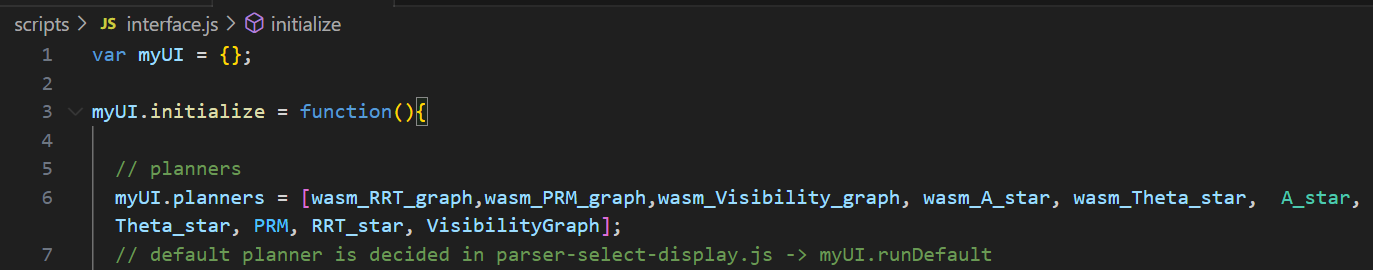 scripts > JS interface.js > initialize
1 var myUI = {};
2
3 myUI.initialize = function(){
4
5 // planners
6 myUI.planners = [wasm_RRT_graph,wasm_PRM_graph,wasm_Visibility_graph, wasm_A_star, wasm_Theta_star,  A_star,
Theta_star, PRM, RRT_star, VisibilityGraph];
7 // default planner is decided in parser-select-display.js -> myUI.runDefault